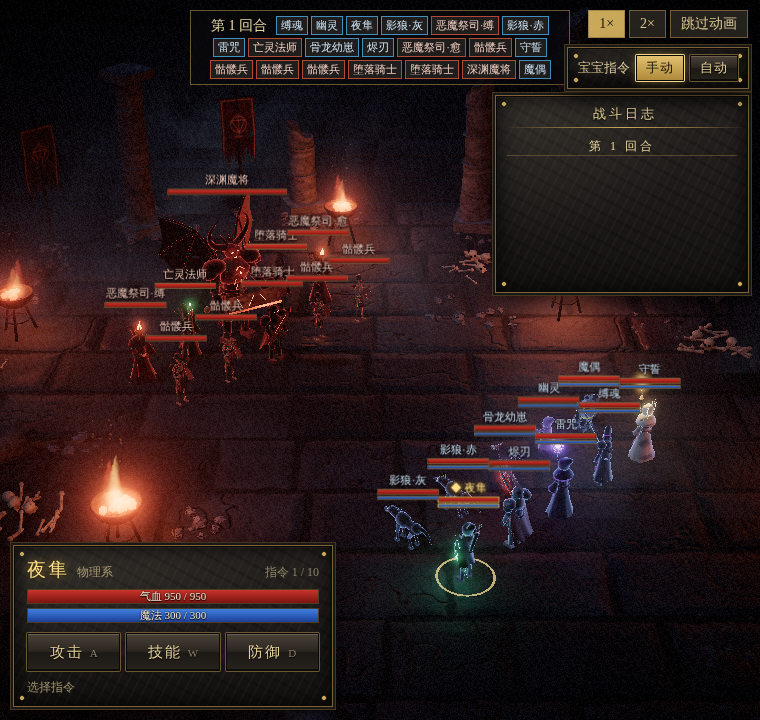 第 1 回合 缚魂 幽灵 夜隼 影狼·灰 恶魔祭司·缚 影狼·赤
雷咒 亡灵法师 骨龙幼崽 烬刃 恶魔祭司·愈 骷髅兵 守誓
骷髅兵 骷髅兵 骷髅兵 堕落骑士 堕落骑士 深渊魔将 魔偶
1× 2× 跳过动画
宝宝指令 手动 自动
战斗日志
第 1 回合
深渊魔将
恶魔祭司·愈
堕落骑士
骷髅兵
骷髅兵
堕落骑士
亡灵法师
恶魔祭司·缚
骷髅兵
骷髅兵
魔偶
守誓
幽灵
缚魂
骨龙幼崽
雷咒
影狼·赤
烬刃
影狼·灰
夜隼
夜隼 物理系 指令 1 / 10
气血 950 / 950
魔法 300 / 300
攻击 A 技能 W 防御 D
选择指令